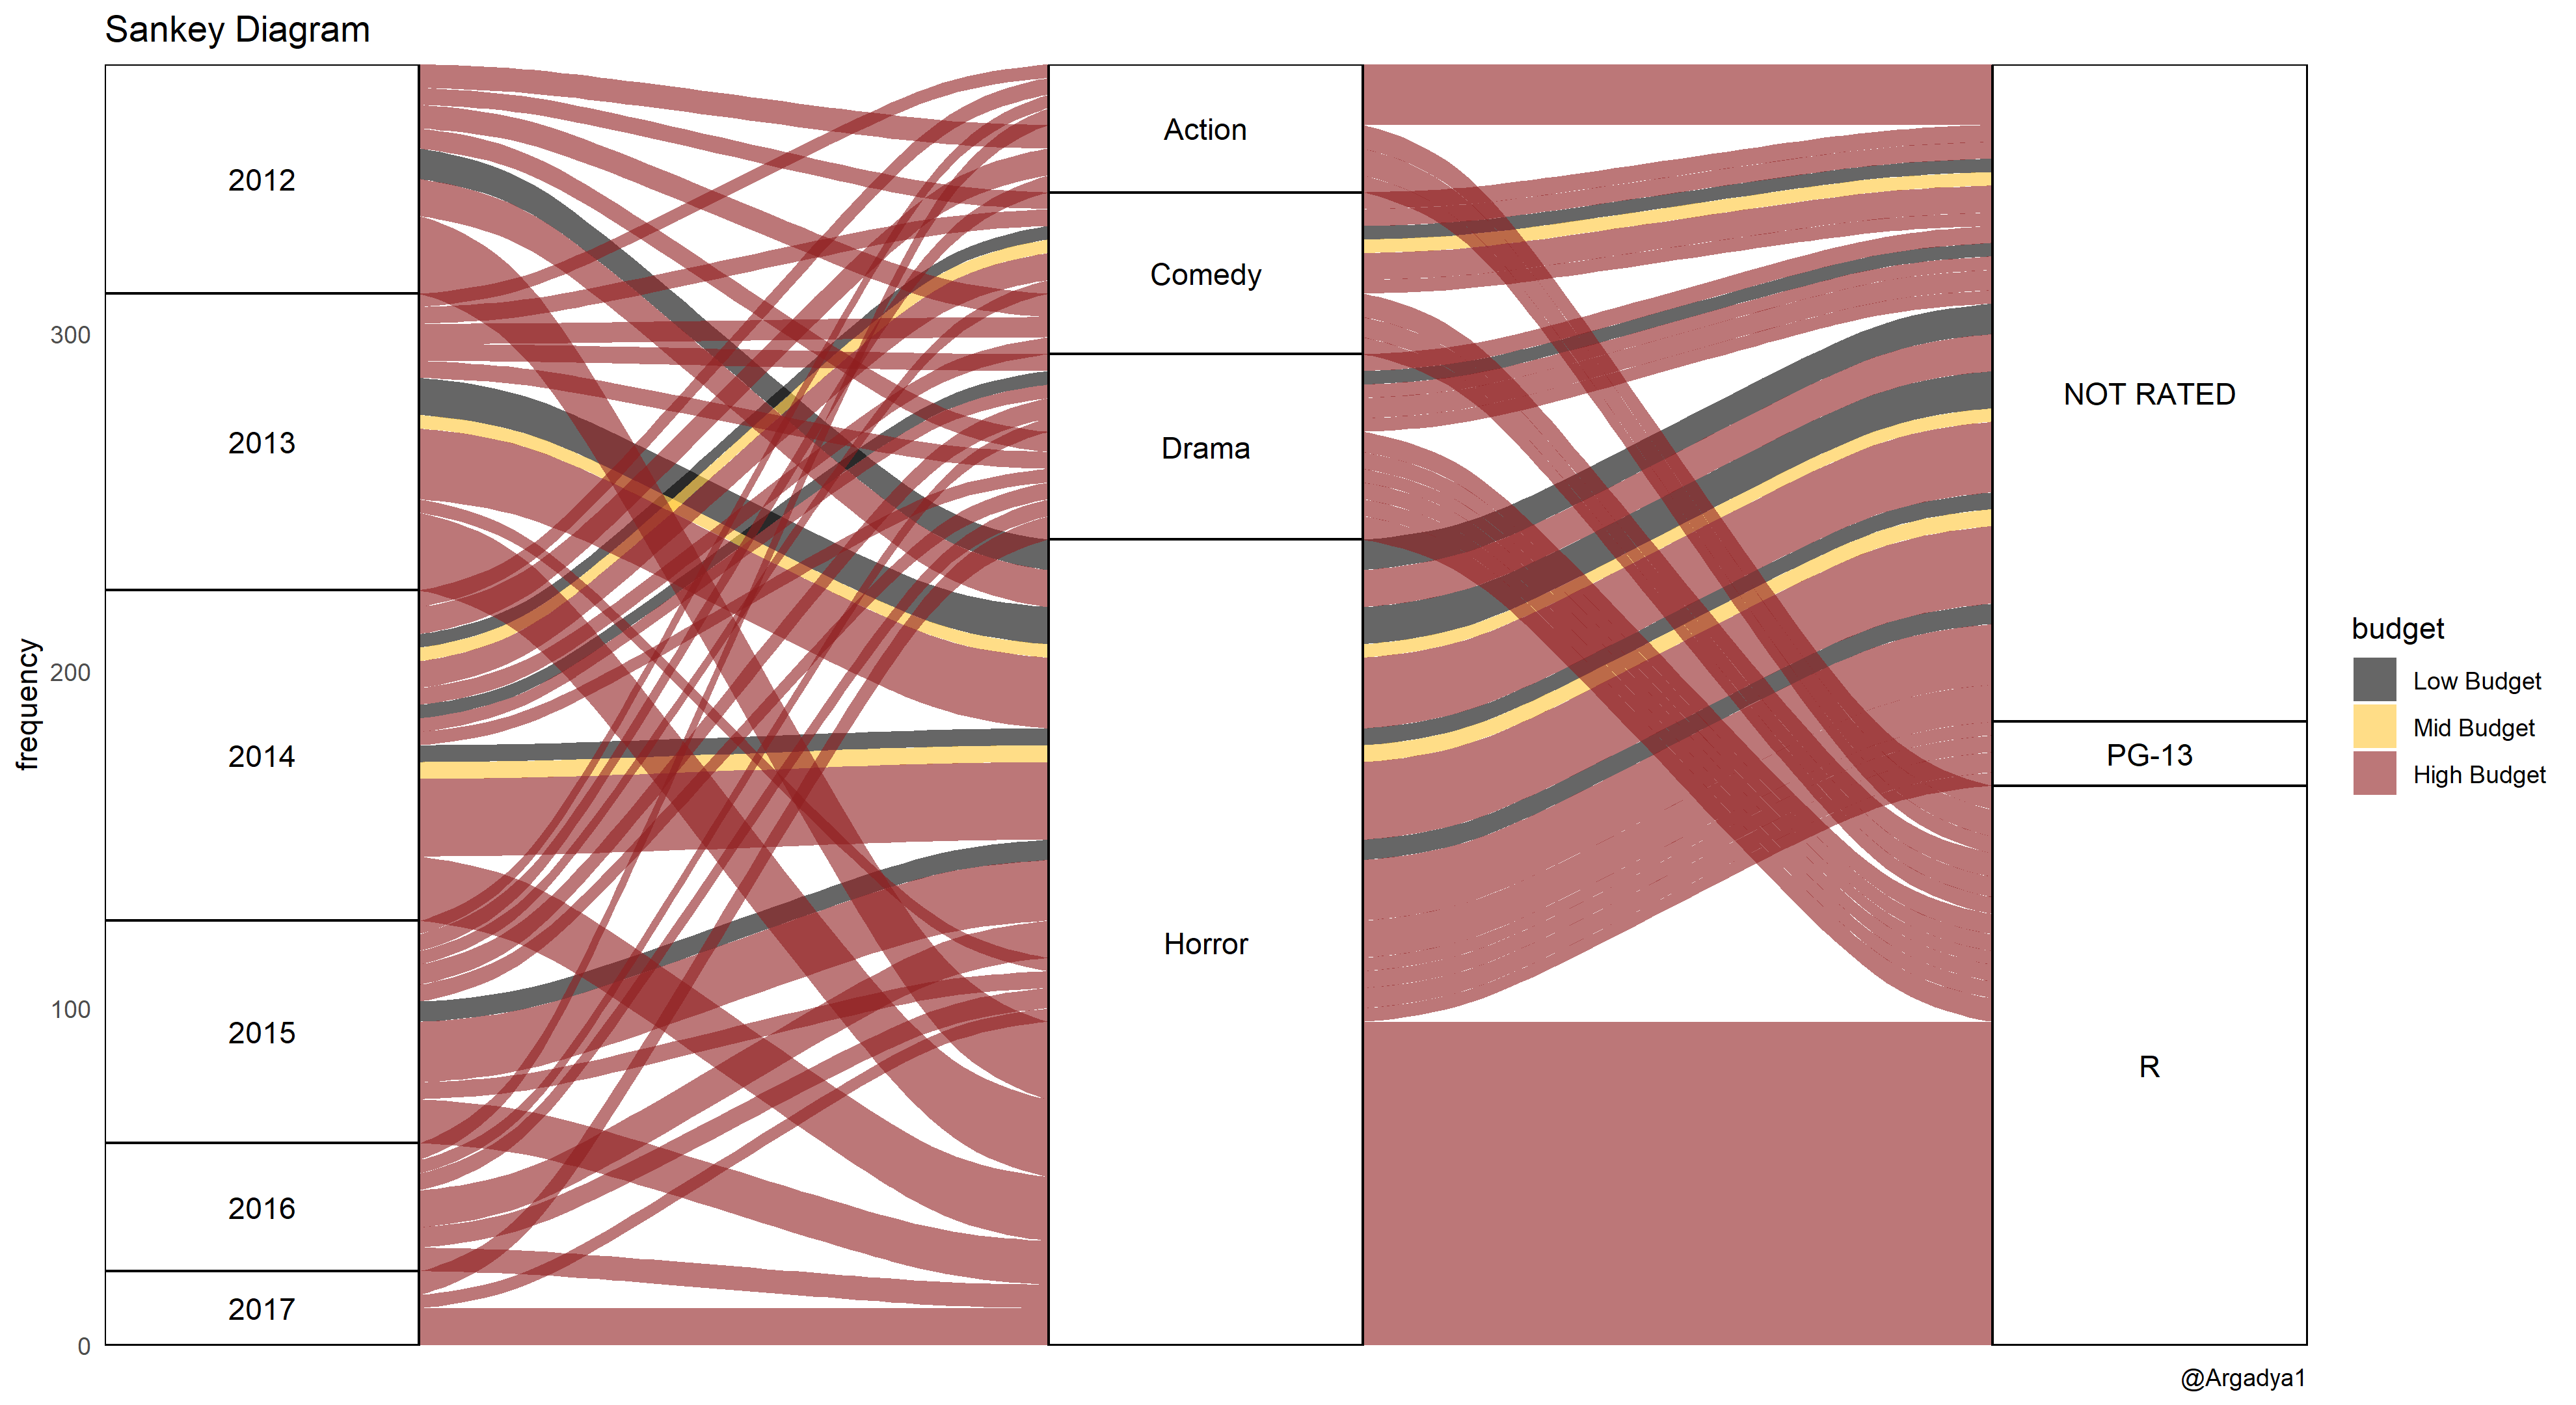 Sankey Diagram
frequency
300
200
100
0
2012
2013
2014
2015
2016
2017
Action
Comedy
Drama
Horror
NOT RATED
PG-13
R
budget
Low Budget
Mid Budget
High Budget
@Argadya1